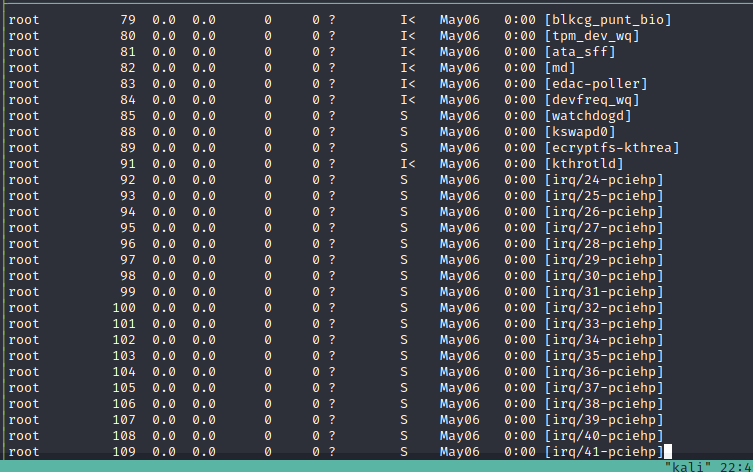 root 79 0.0 0.0 0 0 ? I< May06 0:00 [blkcg_punt_bio]
root 80 0.0 0.0 0 0 ? I< May06 0:00 [tpm_dev_wq]
root 81 0.0 0.0 0 0 ? I< May06 0:00 [ata_sff]
root 82 0.0 0.0 0 0 ? I< May06 0:00 [md]
root 83 0.0 0.0 0 0 ? I< May06 0:00 [edac-poller]
root 84 0.0 0.0 0 0 ? I< May06 0:00 [devfreq_wq]
root 85 0.0 0.0 0 0 ? S May06 0:00 [watchdogd]
root 88 0.0 0.0 0 0 ? S May06 0:00 [kswapd0]
root 89 0.0 0.0 0 0 ? S May06 0:00 [ecryptfs-kthrea]
root 91 0.0 0.0 0 0 ? I< May06 0:00 [kthrotld]
root 92 0.0 0.0 0 0 ? S May06 0:00 [irq/24-pciehp]
root 93 0.0 0.0 0 0 ? S May06 0:00 [irq/25-pciehp]
root 94 0.0 0.0 0 0 ? S May06 0:00 [irq/26-pciehp]
root 95 0.0 0.0 0 0 ? S May06 0:00 [irq/27-pciehp]
root 96 0.0 0.0 0 0 ? S May06 0:00 [irq/28-pciehp]
root 97 0.0 0.0 0 0 ? S May06 0:00 [irq/29-pciehp]
root 98 0.0 0.0 0 0 ? S May06 0:00 [irq/30-pciehp]
root 99 0.0 0.0 0 0 ? S May06 0:00 [irq/31-pciehp]
root 100 0.0 0.0 0 0 ? S May06 0:00 [irq/32-pciehp]
root 101 0.0 0.0 0 0 ? S May06 0:00 [irq/33-pciehp]
root 102 0.0 0.0 0 0 ? S May06 0:00 [irq/34-pciehp]
root 103 0.0 0.0 0 0 ? S May06 0:00 [irq/35-pciehp]
root 104 0.0 0.0 0 0 ? S May06 0:00 [irq/36-pciehp]
root 105 0.0 0.0 0 0 ? S May06 0:00 [irq/37-pciehp]
root 106 0.0 0.0 0 0 ? S May06 0:00 [irq/38-pciehp]
root 107 0.0 0.0 0 0 ? S May06 0:00 [irq/39-pciehp]
root 108 0.0 0.0 0 0 ? S May06 0:00 [irq/40-pciehp]
root 109 0.0 0.0 0 0 ? S May06 0:00 [irq/41-pciehp]
"kali" 22:4